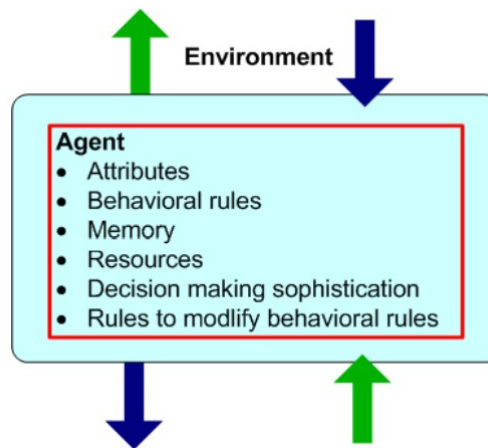 Environment
Agent
• Attributes
• Behavioral rules
• Memory
• Resources
• Decision making sophistication
• Rules to modlify behavioral rules